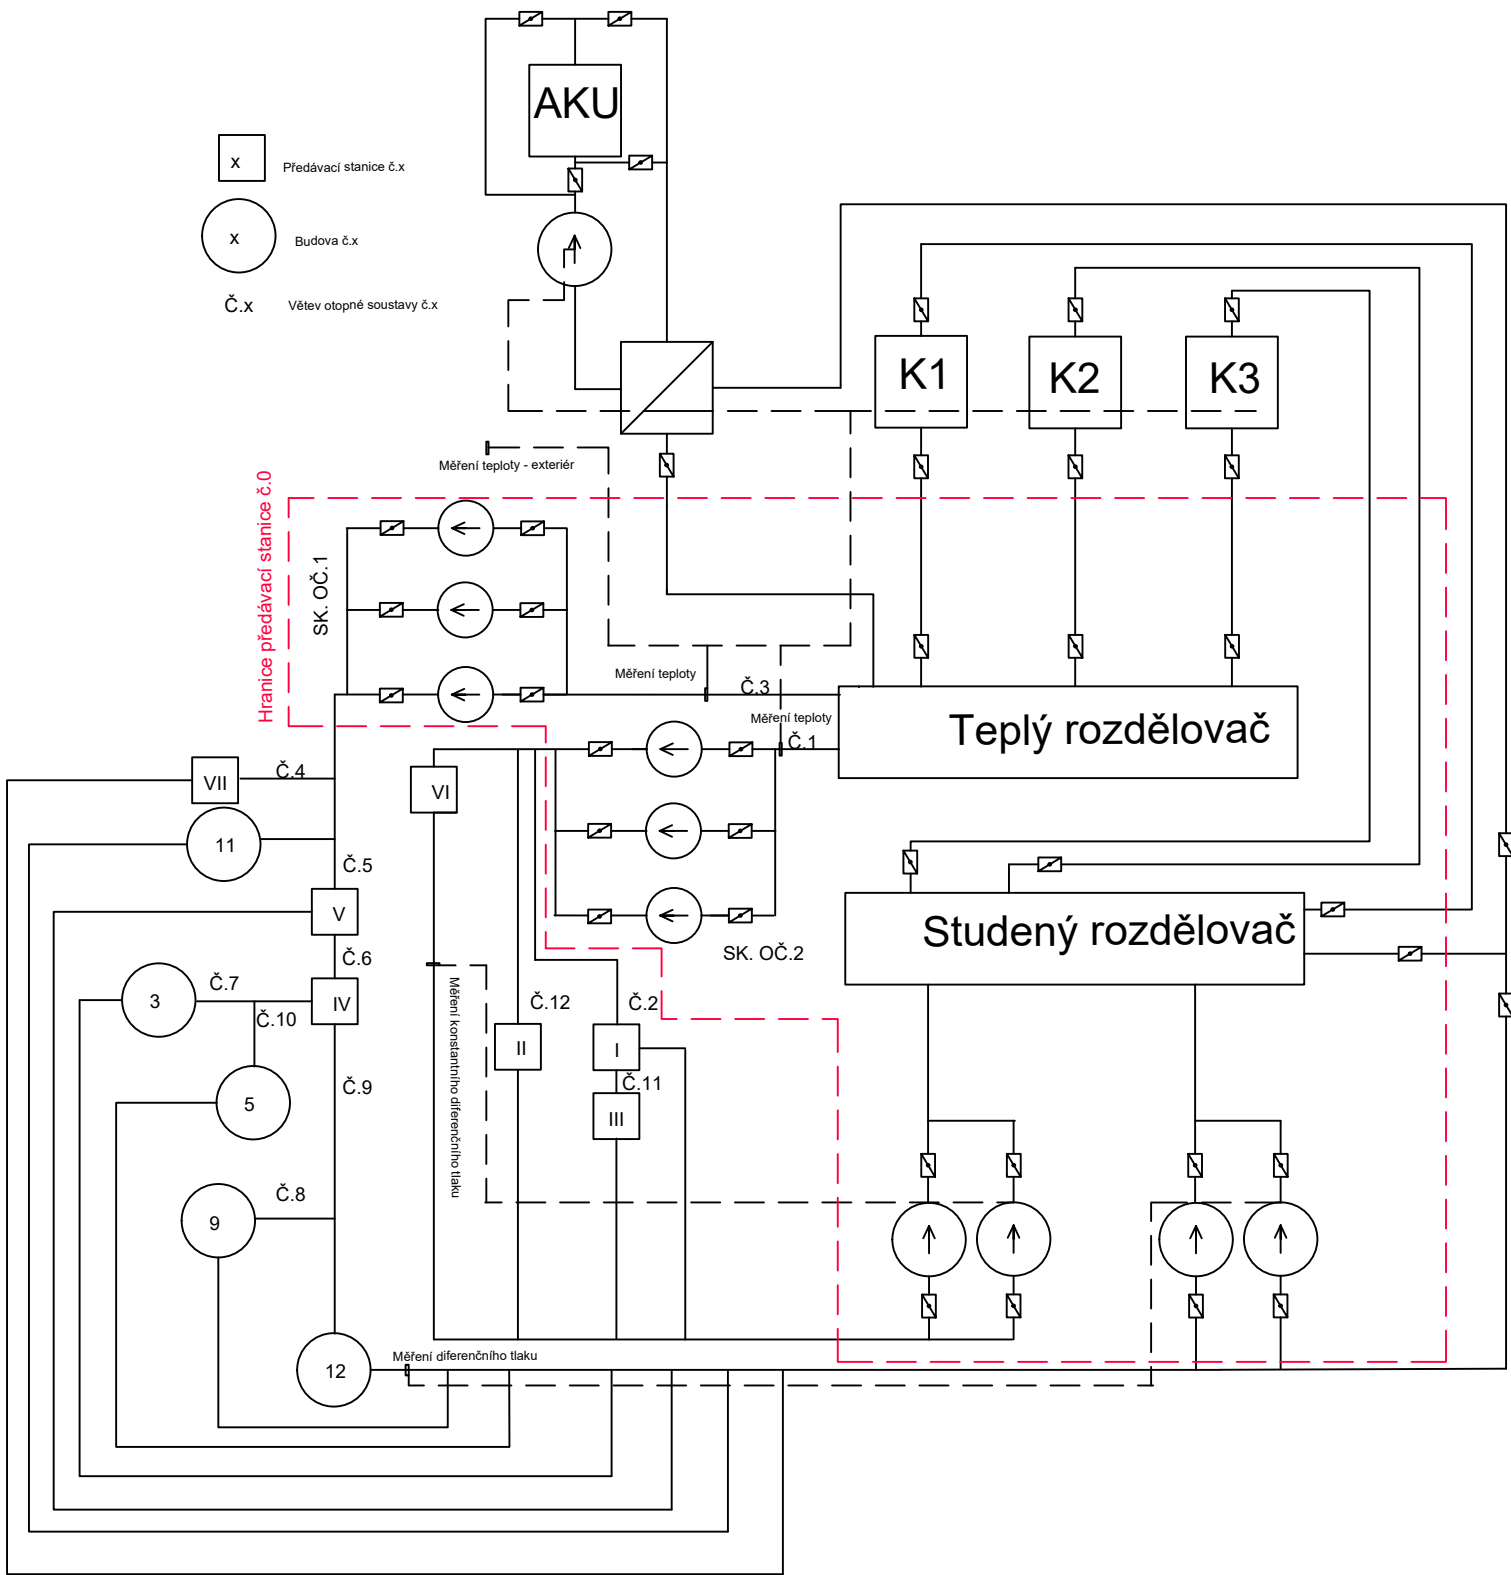 AKU
x
Předávací stanice č.x
x
Budova č.x
Č.x
Větev otopné soustavy č.x
K1
K2
K3
Měření teploty - exteriér
Hranice předávací stanice č.0
SK. OČ.1
Měření teploty
Č.3
Měření teploty
Č.1
Teplý rozdělovač
VII
Č.4
VI
11
Č.5
V
Studený rozdělovač
SK. OČ.2
Č.6
3
Č.7
IV
Č.10
Měření konstantního diferenčního tlaku
Č.12
Č.2
II
I
Č.9
Č.11
5
III
9
Č.8
12
Měření diferenčního tlaku